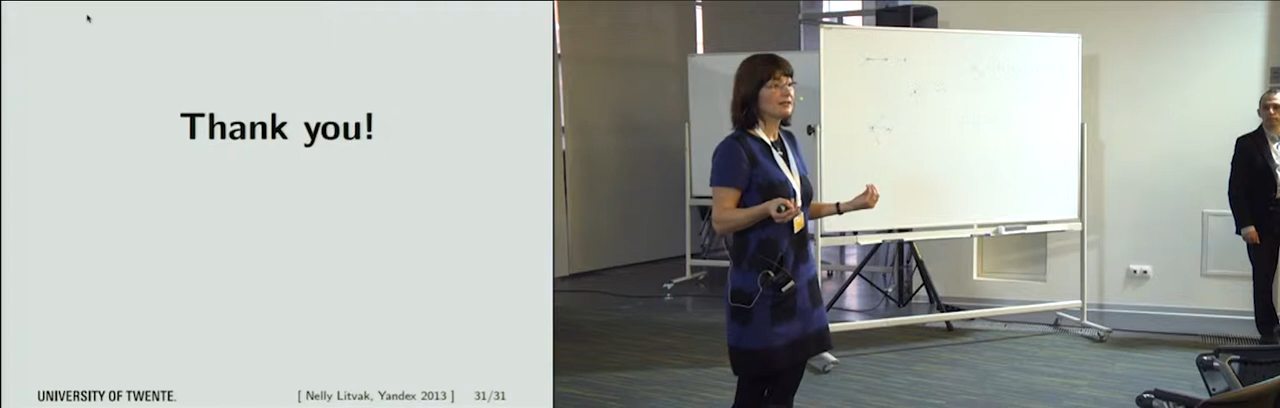 Thank you!
UNIVERSITY OF TWENTE.
[ Nelly Litvak, Yandex 2013 ] 31/31